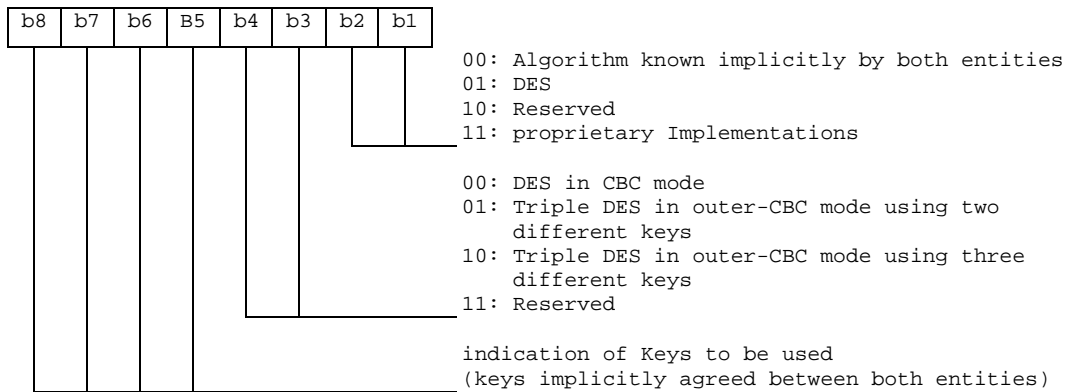 b8 b7 b6 B5 b4 b3 b2 b1
00: Algorithm known implicitly by both entities
01: DES
10: Reserved
11: proprietary Implementations
00: DES in CBC mode
01: Triple DES in outer-CBC mode using two
different keys
10: Triple DES in outer-CBC mode using three
different keys
11: Reserved
indication of Keys to be used
(keys implicitly agreed between both entities)